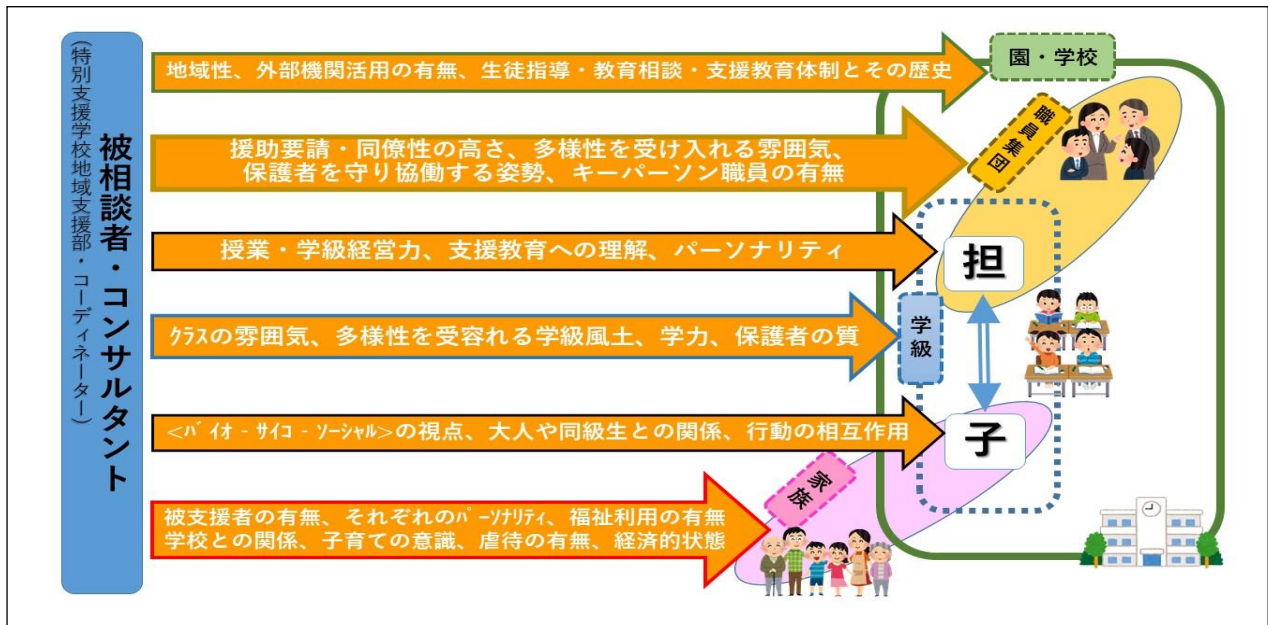 被相談者・コンサルタント
(特別支援学校地域支援部・コーディネーター)
地域性、外部機関活用の有無、生徒指導・教育相談・支援教育体制とその歴史
園・学校
援助要請・同僚性の高さ、多様性を受け入れる雰囲気、
保護者を守り協働する姿勢、キーパーソン職員の有無
職員集団
授業・学級経営力、支援教育への理解、パーソナリティ
担
クラスの雰囲気、多様性を受容れる学級風土、学力、保護者の質
学級
<バイオ‐サイコ‐ソーシャル>の視点、大人や同級生との関係、行動の相互作用
子
家族
被支援者の有無、それぞれのパーソナリティ、福祉利用の有無
学校との関係、子育ての意識、虐待の有無、経済的状態